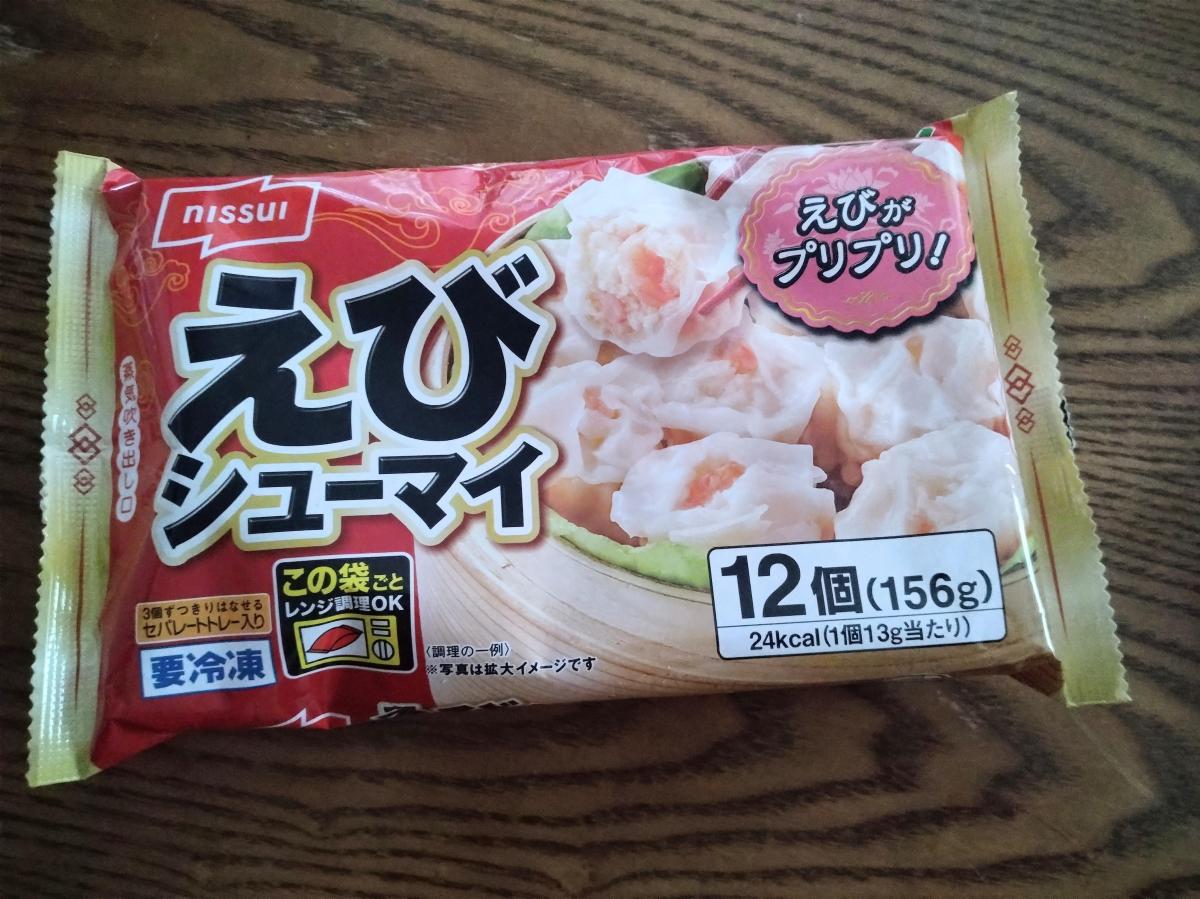 nissui
えびが
プリプリ!
えび
シューマイ
蒸気吹き出し口
この袋ごと
レンジ調理OK
3個ずつきりはなせる
セパレートトレー入り
要冷凍
〈調理の一例〉
※写真は拡大イメージです
12個(156g)
24kcal(1個13g当たり)